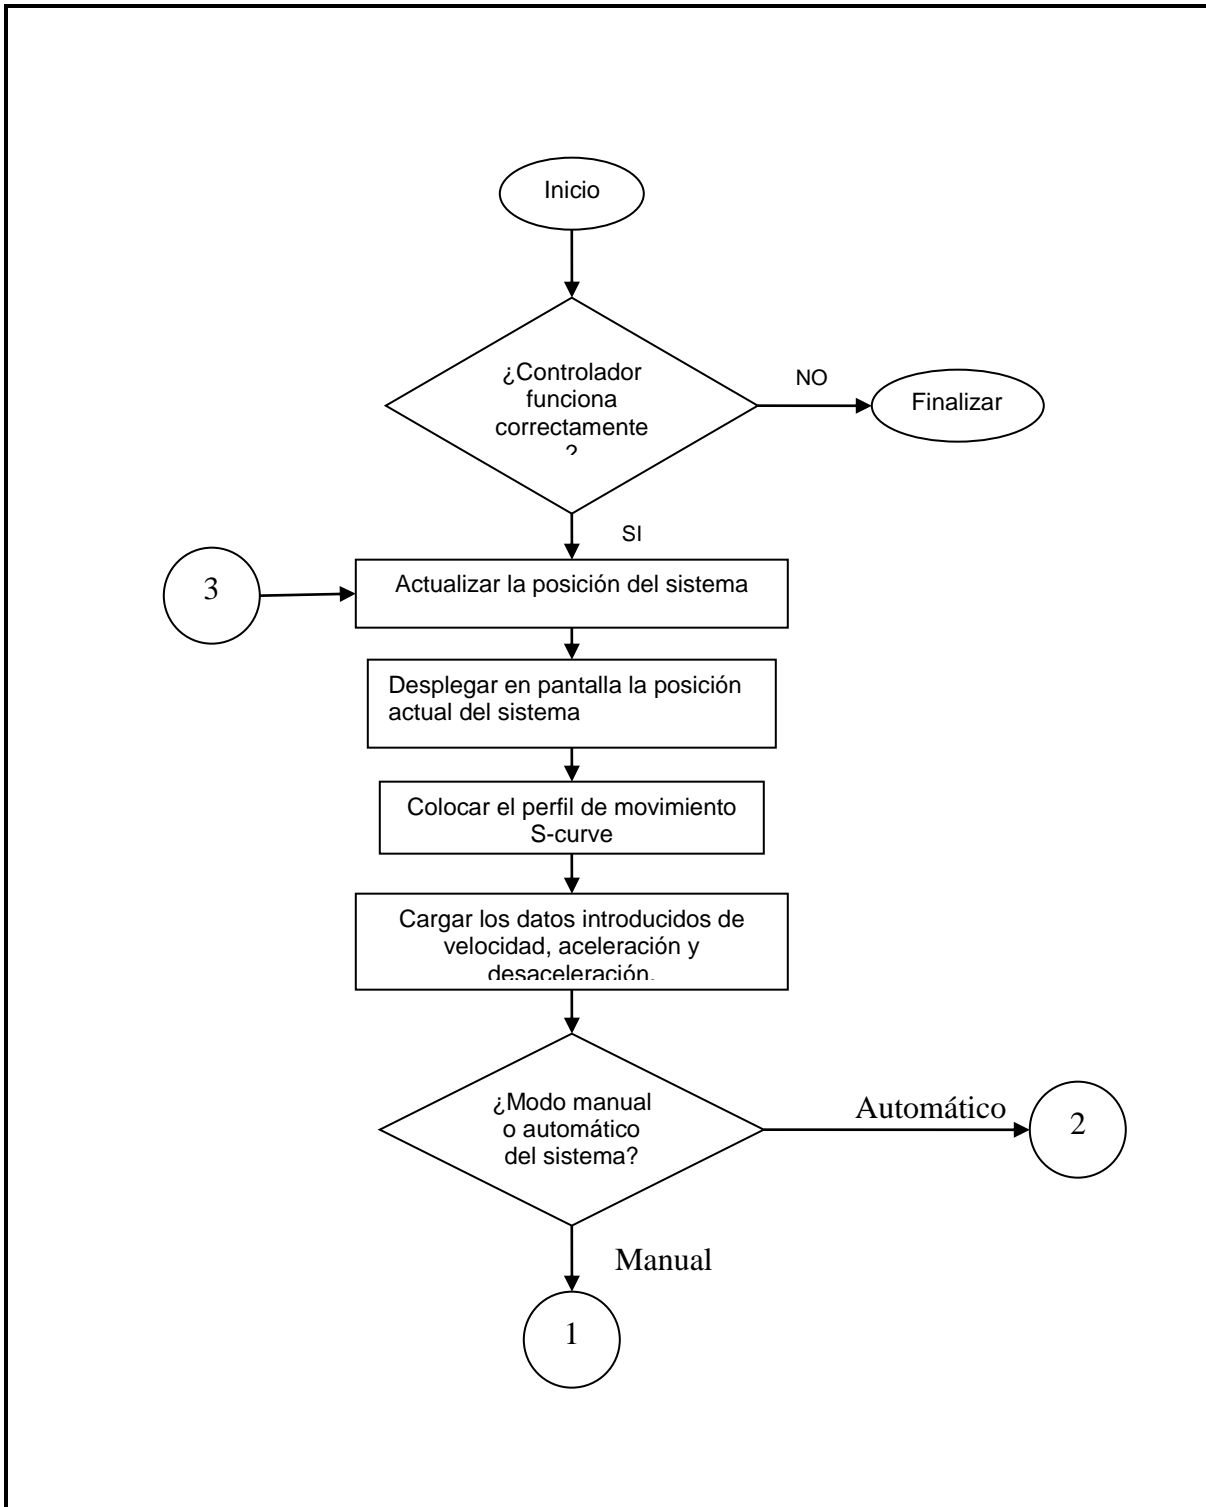 Inicio
¿Controlador
funciona
correctamente
?
NO
Finalizar
SI
3
Actualizar la posición del sistema
Desplegar en pantalla la posición
actual del sistema
Colocar el perfil de movimiento
S-curve
Cargar los datos introducidos de
velocidad, aceleración y
desaceleración.
¿Modo manual
o automático
del sistema?
Automático
2
Manual
1